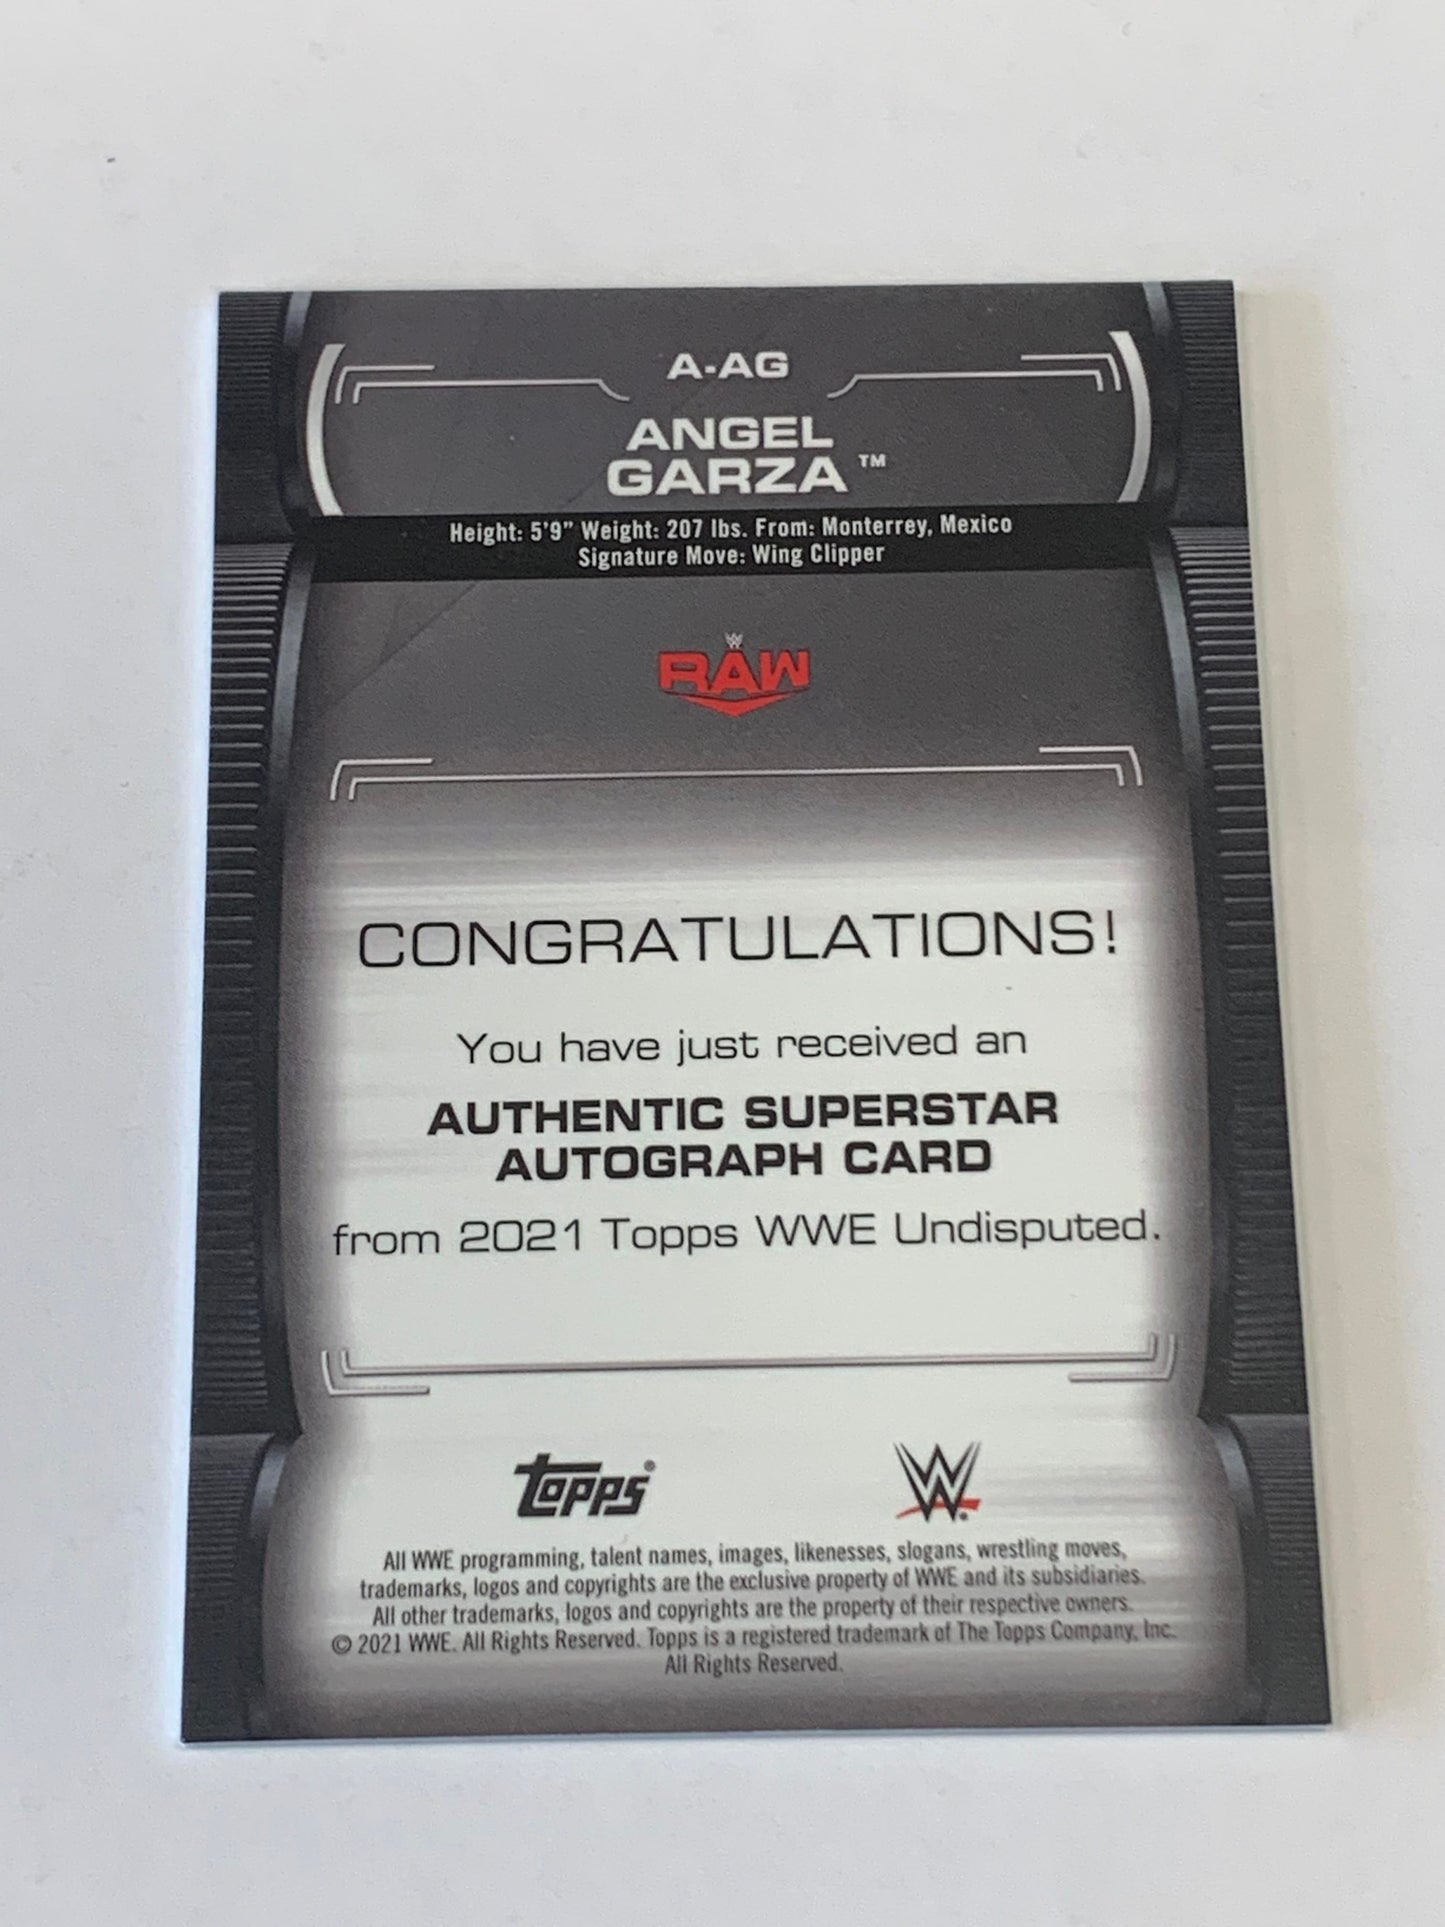 A-AG
ANGEL
GARZA ™
Height: 5'9" Weight: 207 lbs. From: Monterrey, Mexico
Signature Move: Wing Clipper
W
RAW
CONGRATULATIONS!
You have just received an
AUTHENTIC SUPERSTAR
AUTOGRAPH CARD
from 2021 Topps WWE Undisputed.
Topps® W
All WWE programming, talent names, images, likenesses, slogans, wrestling moves,
trademarks, logos and copyrights are the exclusive property of WWE and its subsidiaries.
All other trademarks, logos and copyrights are the property of their respective owners.
© 2021 WWE. All Rights Reserved. Topps is a registered trademark of The Topps Company, Inc.
All Rights Reserved.